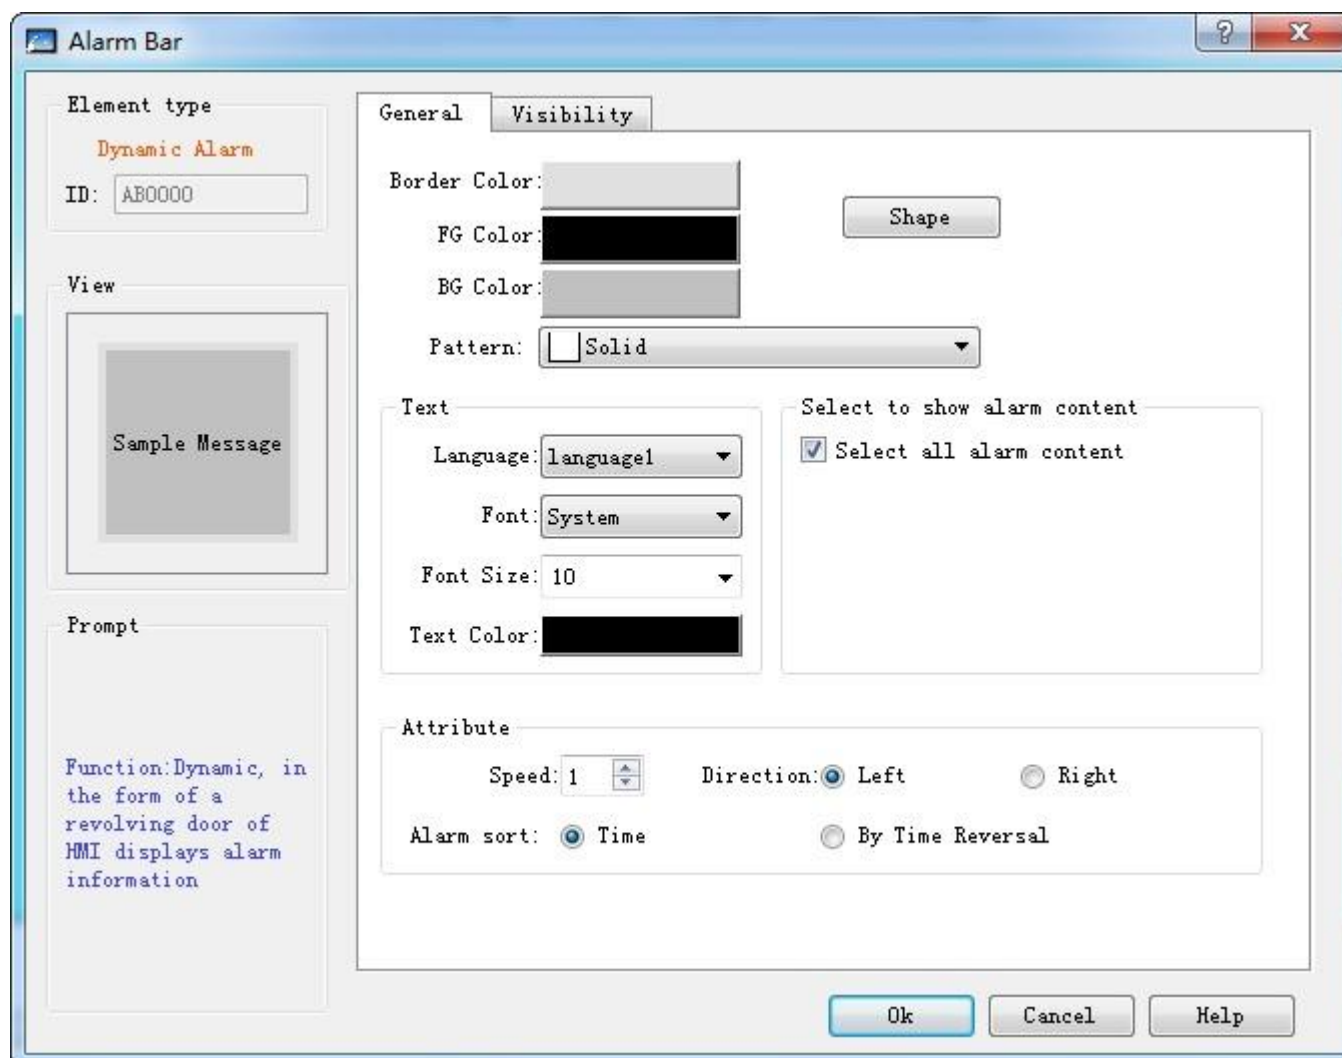 Alarm Bar
Element type
Dynamic Alarm
ID: AB0000
View
Sample Message
Prompt
Function:Dynamic, in
the form of a
revolving door of
HMI displays alarm
information
General
Visibility
Border Color:
Shape
FG Color:
BG Color:
Pattern: Solid
Text
Language: language1
Font: System
Font Size: 10
Text Color:
Select to show alarm content
Select all alarm content
Attribute
Speed: 1 Direction: Left Right
Alarm sort: Time By Time Reversal
Ok Cancel Help